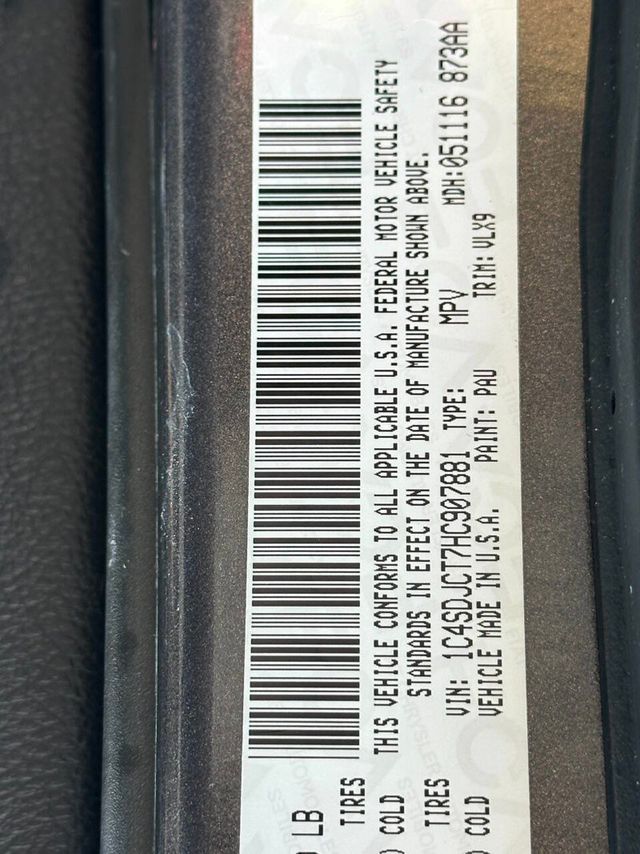 0 LB
TIRES
) COLD
TIRES
) COLD
THIS VEHICLE CONFORMS TO ALL APPLICABLE U.S.A. FEDERAL MOTOR VEHICLE SAFETY
STANDARDS IN EFFECT ON THE DATE OF MANUFACTURE SHOWN ABOVE.
VIN: 1C4SDJCT7HC907881 TYPE: MPV MDH:051116 873AA
VEHICLE MADE IN U.S.A. PAINT: PAU TRIM: VLX9